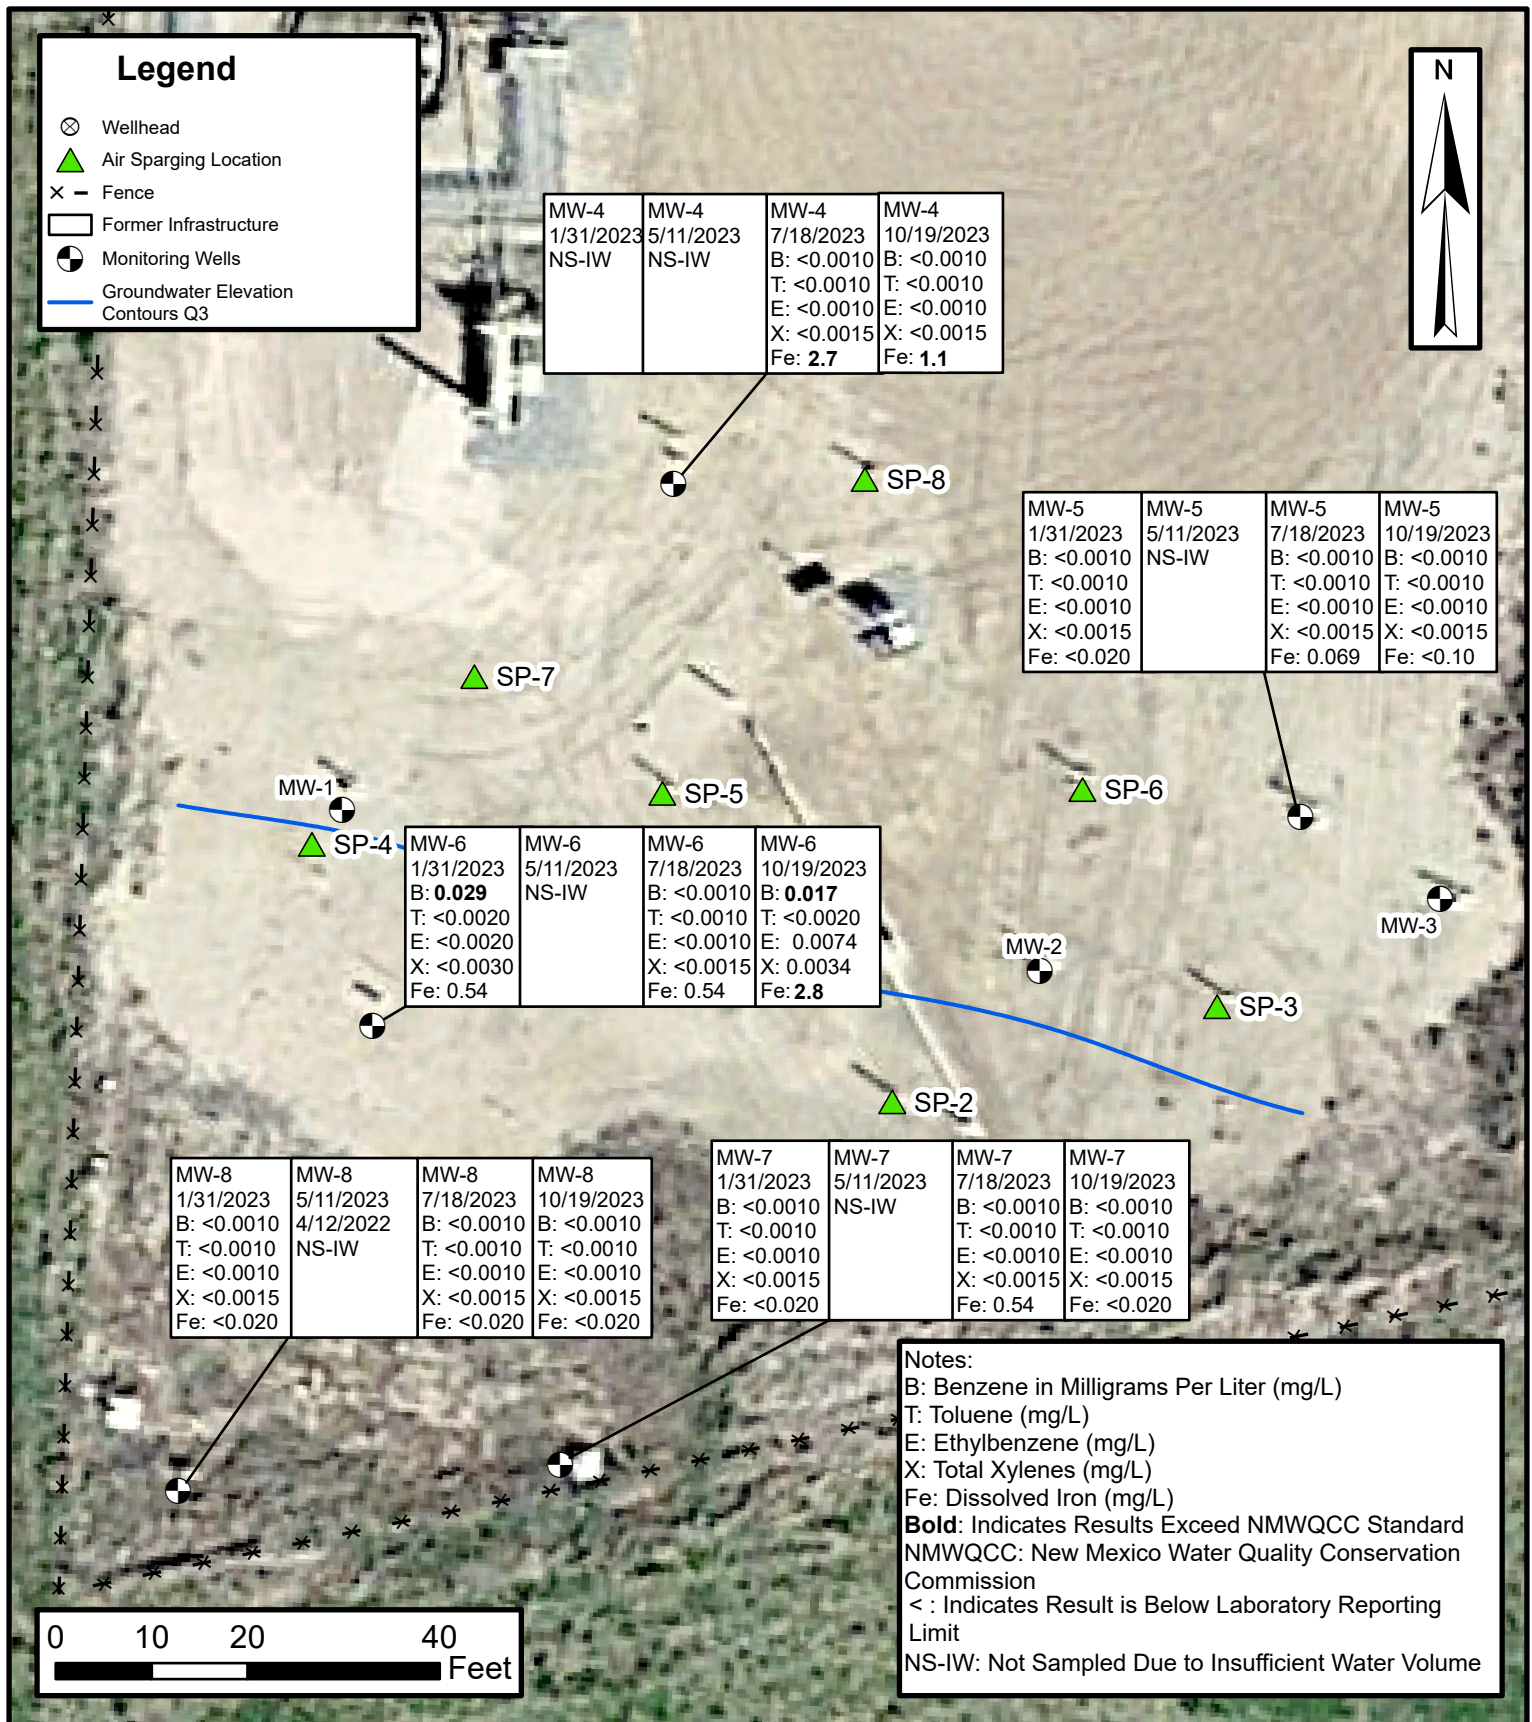 Legend
Wellhead
Air Sparging Location
Fence
Former Infrastructure
Monitoring Wells
Groundwater Elevation
Contours Q3
N
MW-4
1/31/2023
NS-IW
MW-4
5/11/2023
NS-IW
MW-4
7/18/2023
B: <0.0010
T: <0.0010
E: <0.0010
X: <0.0015
Fe: 2.7
MW-4
10/19/2023
B: <0.0010
T: <0.0010
E: <0.0010
X: <0.0015
Fe: 1.1
SP-8
MW-5
1/31/2023
B: <0.0010
T: <0.0010
E: <0.0010
X: <0.0015
Fe: <0.020
MW-5
5/11/2023
NS-IW
MW-5
7/18/2023
B: <0.0010
T: <0.0010
E: <0.0010
X: <0.0015
Fe: 0.069
MW-5
10/19/2023
B: <0.0010
T: <0.0010
E: <0.0010
X: <0.0015
Fe: <0.10
SP-7
MW-1
SP-5
SP-6
SP-4
MW-6
1/31/2023
B: 0.029
T: <0.0020
E: <0.0020
X: <0.0030
Fe: 0.54
MW-6
5/11/2023
NS-IW
MW-6
7/18/2023
B: <0.0010
T: <0.0010
E: <0.0010
X: <0.0015
Fe: 0.54
MW-6
10/19/2023
B: 0.017
T: <0.0020
E: 0.0074
X: 0.0034
Fe: 2.8
MW-3
MW-2
SP-3
SP-2
MW-8
1/31/2023
B: <0.0010
T: <0.0010
E: <0.0010
X: <0.0015
Fe: <0.020
MW-8
5/11/2023
4/12/2022
NS-IW
MW-8
7/18/2023
B: <0.0010
T: <0.0010
E: <0.0010
X: <0.0015
Fe: <0.020
MW-8
10/19/2023
B: <0.0010
T: <0.0010
E: <0.0010
X: <0.0015
Fe: <0.020
MW-7
1/31/2023
B: <0.0010
T: <0.0010
E: <0.0010
X: <0.0015
Fe: <0.020
MW-7
5/11/2023
NS-IW
MW-7
7/18/2023
B: <0.0010
T: <0.0010
E: <0.0010
X: <0.0015
Fe: 0.54
MW-7
10/19/2023
B: <0.0010
T: <0.0010
E: <0.0010
X: <0.0015
Fe: <0.020
Notes:
B: Benzene in Milligrams Per Liter (mg/L)
T: Toluene (mg/L)
E: Ethylbenzene (mg/L)
X: Total Xylenes (mg/L)
Fe: Dissolved Iron (mg/L)
Bold: Indicates Results Exceed NMWQCC Standard
NMWQCC: New Mexico Water Quality Conservation
Commission
< : Indicates Result is Below Laboratory Reporting
Limit
NS-IW: Not Sampled Due to Insufficient Water Volume
0 10 20 40
Feet